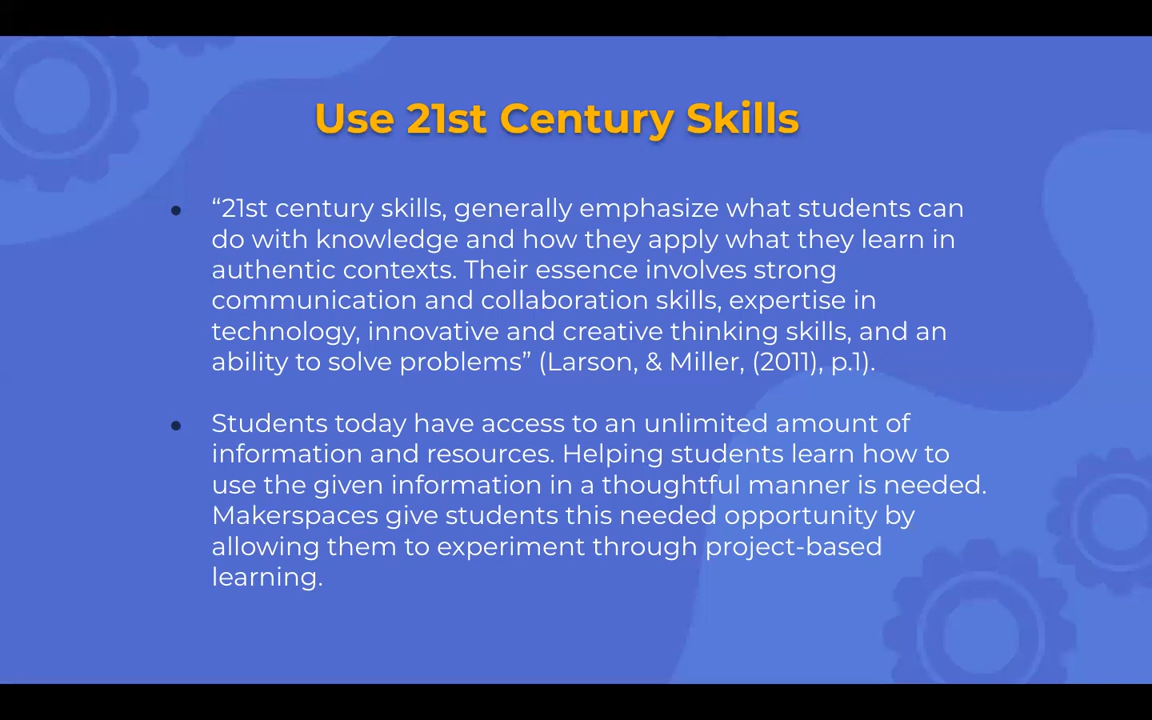 Use 21st Century Skills
● “21st century skills, generally emphasize what students can
do with knowledge and how they apply what they learn in
authentic contexts. Their essence involves strong
communication and collaboration skills, expertise in
technology, innovative and creative thinking skills, and an
ability to solve problems” (Larson, & Miller, (2011), p.1).
● Students today have access to an unlimited amount of
information and resources. Helping students learn how to
use the given information in a thoughtful manner is needed.
Makerspaces give students this needed opportunity by
allowing them to experiment through project-based
learning.